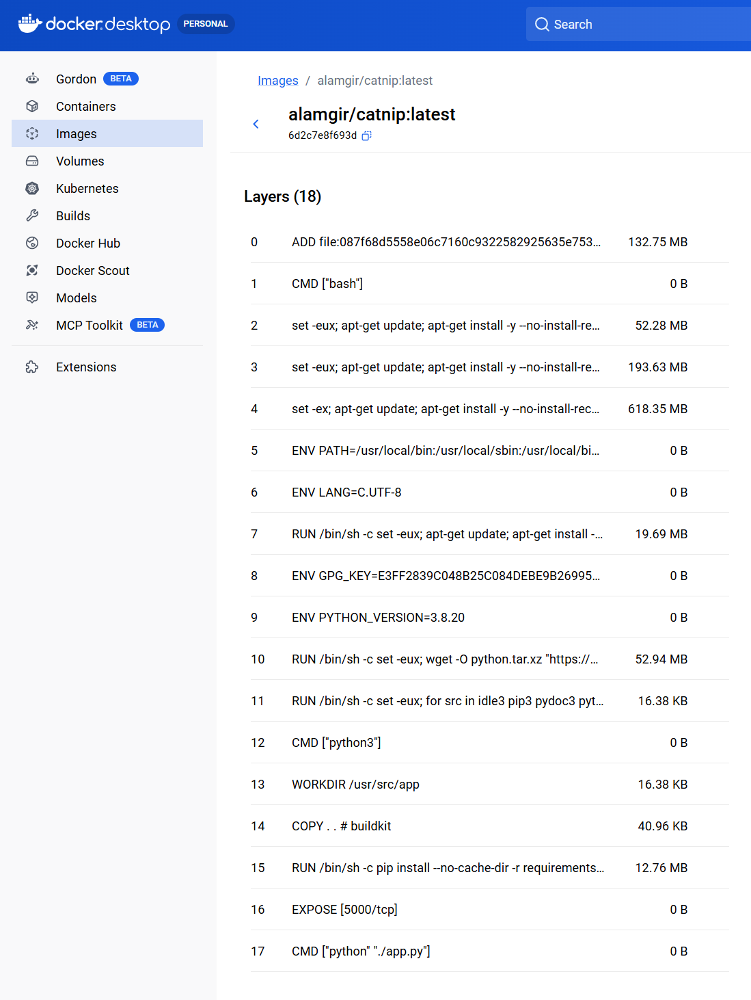 docker.desktop PERSONAL
Search
Gordon BETA
Containers
Images
Volumes
Kubernetes
Builds
Docker Hub
Docker Scout
Models
MCP Toolkit BETA
Extensions
Images / alamgir/catnip:latest
alamgir/catnip:latest
6d2c7e8f693d
Layers (18)
0 ADD file:087f68d5558e06c7160c9322582925635e753... 132.75 MB
1 CMD ["bash"] 0 B
2 set -eux; apt-get update; apt-get install -y --no-install-re... 52.28 MB
3 set -eux; apt-get update; apt-get install -y --no-install-re... 193.63 MB
4 set -ex; apt-get update; apt-get install -y --no-install-rec... 618.35 MB
5 ENV PATH=/usr/local/bin:/usr/local/sbin:/usr/local/bi... 0 B
6 ENV LANG=C.UTF-8 0 B
7 RUN /bin/sh -c set -eux; apt-get update; apt-get install -... 19.69 MB
8 ENV GPG_KEY=E3FF2839C048B25C084DEBE9B26995... 0 B
9 ENV PYTHON_VERSION=3.8.20 0 B
10 RUN /bin/sh -c set -eux; wget -O python.tar.xz "https://... 52.94 MB
11 RUN /bin/sh -c set -eux; for src in idle3 pip3 pydoc3 pyt... 16.38 KB
12 CMD ["python3"] 0 B
13 WORKDIR /usr/src/app 16.38 KB
14 COPY . . # buildkit 40.96 KB
15 RUN /bin/sh -c pip install --no-cache-dir -r requirements... 12.76 MB
16 EXPOSE [5000/tcp] 0 B
17 CMD ["python" "./app.py"] 0 B